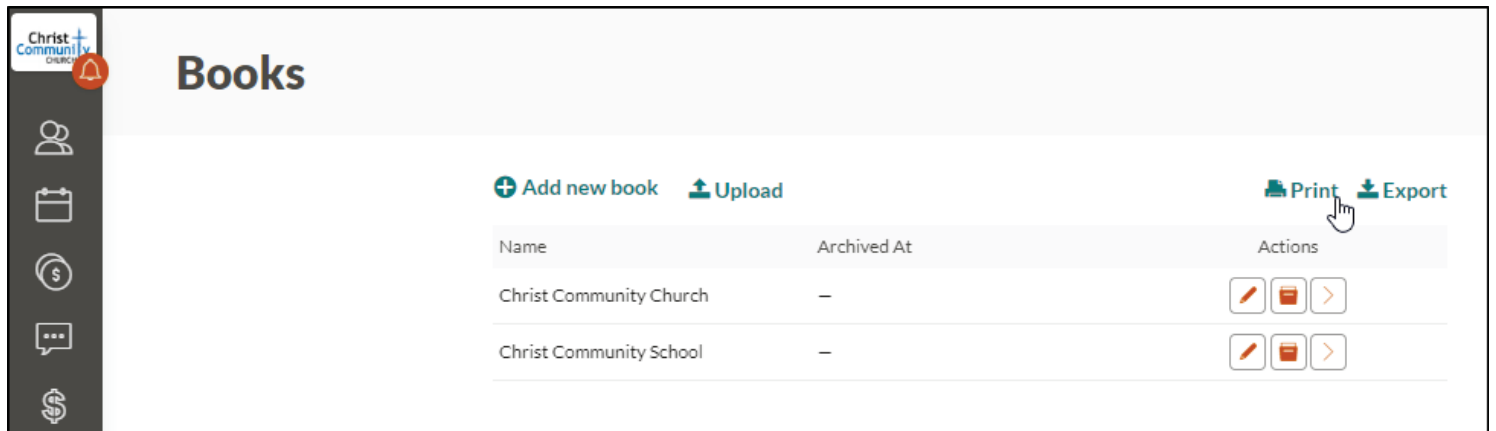 Christ
Community
CHURCH
Books
Add new book Upload Print Export
Name Archived At Actions
Christ Community Church –
Christ Community School –